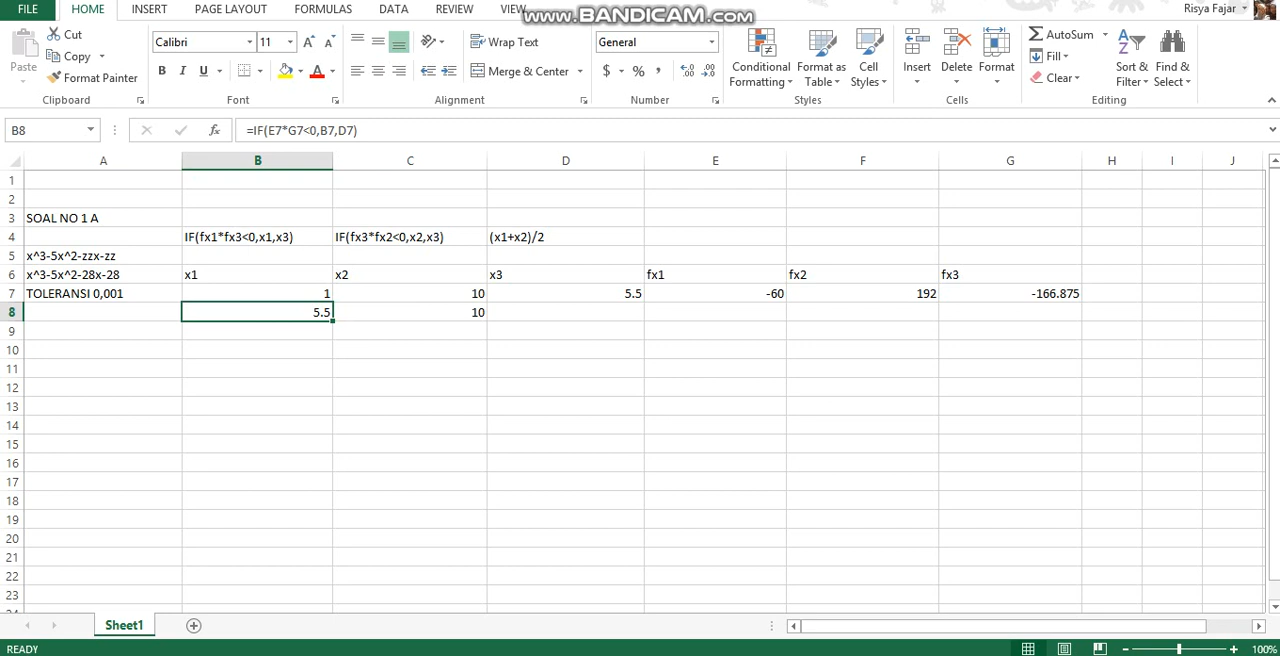 www.BANDICAM.com
FILE HOME INSERT PAGE LAYOUT FORMULAS DATA REVIEW VIEW Risya Fajar
Paste Cut Copy Format Painter
Clipboard
Calibri 11
B I U A
Font
Wrap Text
Merge & Center
Alignment
General
$ % ,
Number
Conditional Formatting Format as Table Cell Styles
Styles
Insert Delete Format
Cells
AutoSum Fill Clear Sort & Filter Find & Select
Editing
B8 fx =IF(E7*G7<0,B7,D7)
A B C D E F G H I J
1
2
3 SOAL NO 1 A
4 IF(fx1*fx3<0,x1,x3) IF(fx3*fx2<0,x2,x3) (x1+x2)/2
5 x^3-5x^2-zzx-zz
6 x^3-5x^2-28x-28 x1 x2 x3 fx1 fx2 fx3
7 TOLERANSI 0,001 1 10 5.5 -60 192 -166.875
8 5.5 10
9
10
11
12
13
14
15
16
17
18
19
20
21
22
23
24
Sheet1
READY 100%